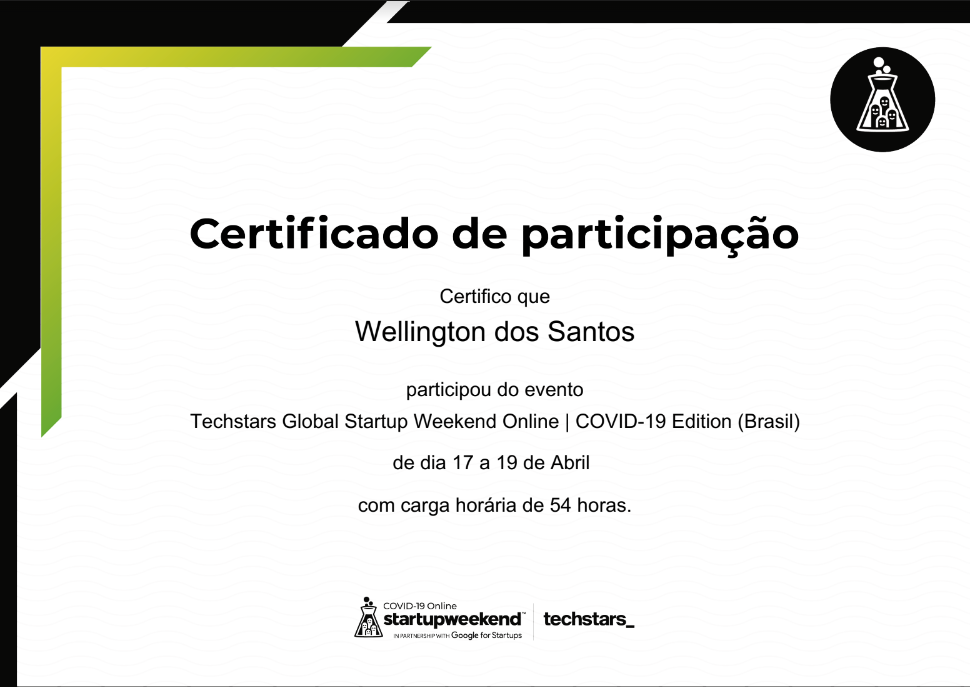 Certificado de participação
Certifico que
Wellington dos Santos
participou do evento
Techstars Global Startup Weekend Online | COVID-19 Edition (Brasil)
de dia 17 a 19 de Abril
com carga horária de 54 horas.
COVID-19 Online
startupweekend™
IN PARTNERSHIP WITH Google for Startups
techstars_